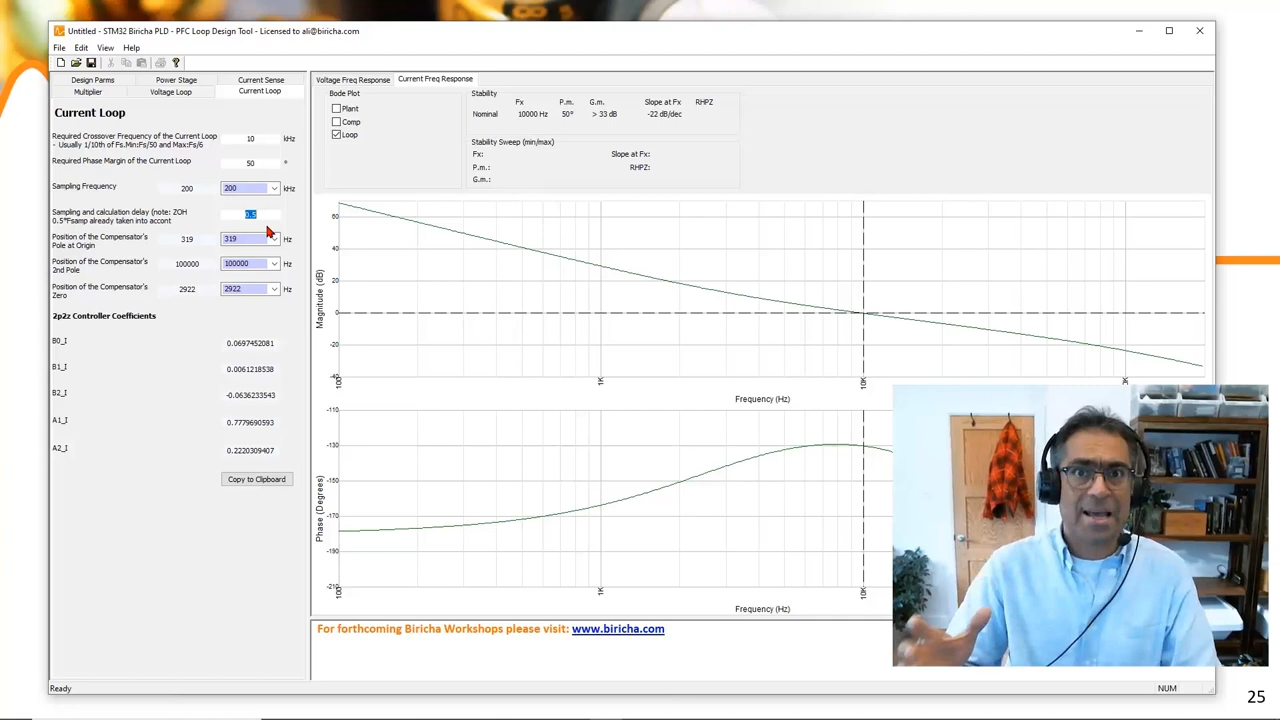 Untitled - STM32 Biricha PLD - PFC Loop Design Tool - Licensed to ali@biricha.com
File Edit View Help
Design Parms Power Stage Current Sense
Multiplier Voltage Loop Current Loop
Current Loop
Required Crossover Frequency of the Current Loop
- Usually 1/10th of Fs.Min:Fs/50 and Max:Fs/6
10 kHz
Required Phase Margin of the Current Loop 50 °
Sampling Frequency 200 200 kHz
Sampling and calculation delay (note: ZOH
0.5*Fsamp already taken into accont
0.5
Position of the Compensator's
Pole at Origin
319 319 Hz
Position of the Compensator's
2nd Pole
100000 100000 Hz
Position of the Compensator's
Zero
2922 2922 Hz
2p2z Controller Coefficients
B0_I 0.0697452081
B1_I 0.0061218538
B2_I -0.0636233543
A1_I 0.7779690593
A2_I 0.2220309407
Copy to Clipboard
Voltage Freq Response Current Freq Response
Bode Plot
Plant
Comp
Loop
Stability
Fx P.m. G.m. Slope at Fx RHPZ
Nominal 10000 Hz 50° > 33 dB -22 dB/dec
Stability Sweep (min/max)
Fx: Slope at Fx:
P.m.: RHPZ:
G.m.:
Magnitude (dB)
60
40
20
0
-20
1K 10K
Frequency (Hz)
Phase (Degrees)
-110
-130
-150
-170
-190
1K 10K
Frequency (Hz)
For forthcoming Biricha Workshops please visit: www.biricha.com
Ready NUM
25